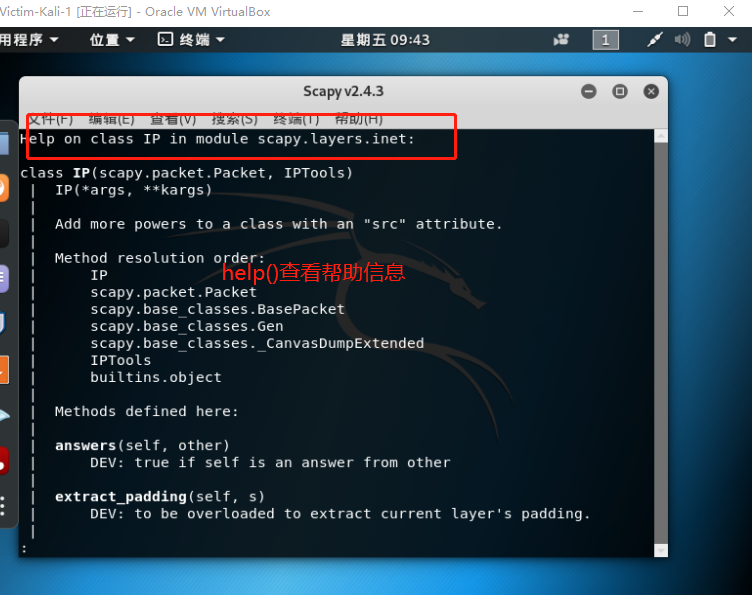 Victim-Kali-1 [正在运行] - Oracle VM VirtualBox
用程序 位置 终端 星期五 09:43 1
Scapy v2.4.3
文件(F) 编辑(E) 查看(V) 搜索(S) 终端(T) 帮助(H)
Help on class IP in module scapy.layers.inet:
class IP(scapy.packet.Packet, IPTools)
| IP(*args, **kargs)
|
| Add more powers to a class with an "src" attribute.
|
| Method resolution order:
| IP
help()查看帮助信息
| scapy.packet.Packet
| scapy.base_classes.BasePacket
| scapy.base_classes.Gen
| scapy.base_classes._CanvasDumpExtended
| IPTools
| builtins.object
|
| Methods defined here:
|
| answers(self, other)
| DEV: true if self is an answer from other
|
| extract_padding(self, s)
| DEV: to be overloaded to extract current layer's padding.
|
: